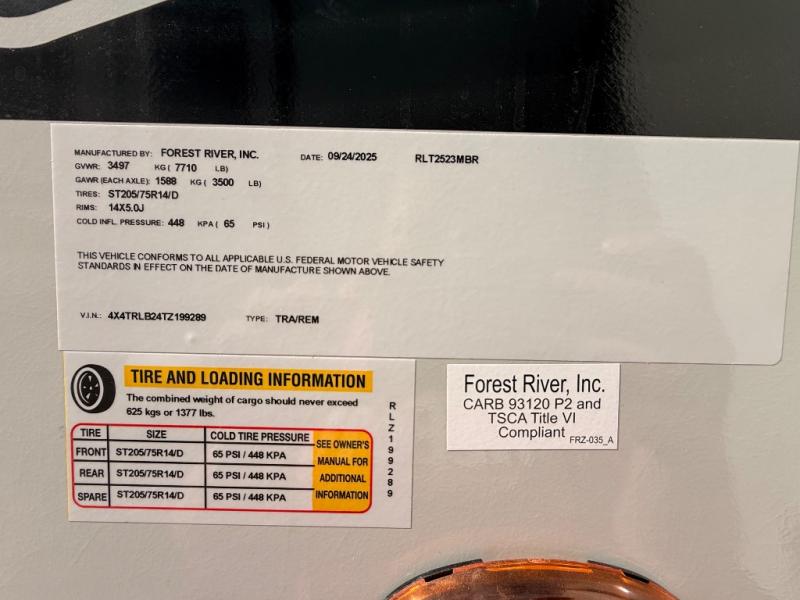 MANUFACTURED BY: FOREST RIVER, INC. DATE: 09/24/2025 RLT2523MBR
GVWR: 3497 KG ( 7710 LB)
GAWR (EACH AXLE): 1588 KG ( 3500 LB)
TIRES: ST205/75R14/D
RIMS: 14X5.0J
COLD INFL. PRESSURE: 448 KPA ( 65 PSI )
THIS VEHICLE CONFORMS TO ALL APPLICABLE U.S. FEDERAL MOTOR VEHICLE SAFETY
STANDARDS IN EFFECT ON THE DATE OF MANUFACTURE SHOWN ABOVE.
V.I.N.: 4X4TRLB24TZ199289 TYPE: TRA/REM
TIRE AND LOADING INFORMATION
The combined weight of cargo should never exceed
625 kgs or 1377 lbs.
TIRE SIZE COLD TIRE PRESSURE
FRONT ST205/75R14/D 65 PSI / 448 KPA
REAR ST205/75R14/D 65 PSI / 448 KPA
SPARE ST205/75R14/D 65 PSI / 448 KPA
SEE OWNER'S
MANUAL FOR
ADDITIONAL
INFORMATION
RLZ199289
Forest River, Inc.
CARB 93120 P2 and
TSCA Title VI
Compliant FRZ-035_A